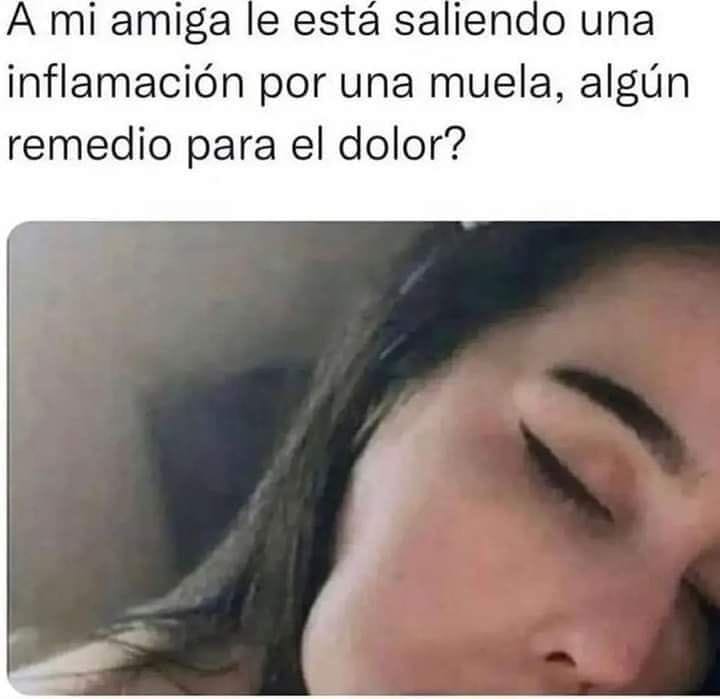 A mi amiga le está saliendo una
inflamación por una muela, algún
remedio para el dolor?